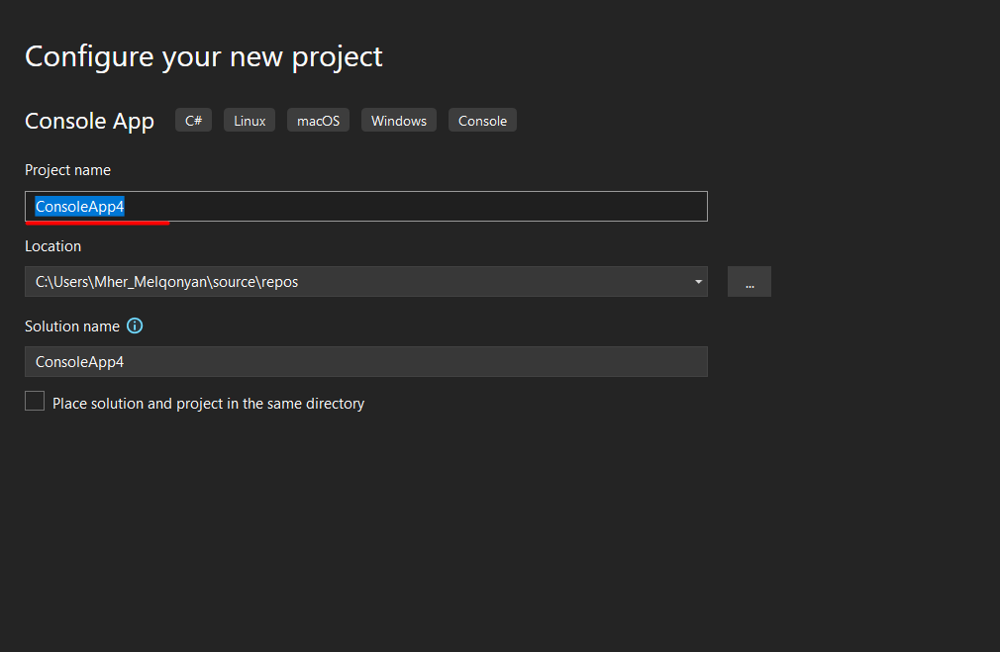 Configure your new project
Console App C# Linux macOS Windows Console
Project name
ConsoleApp4
Location
C:\Users\Mher_Melqonyan\source\repos ...
Solution name
ConsoleApp4
Place solution and project in the same directory